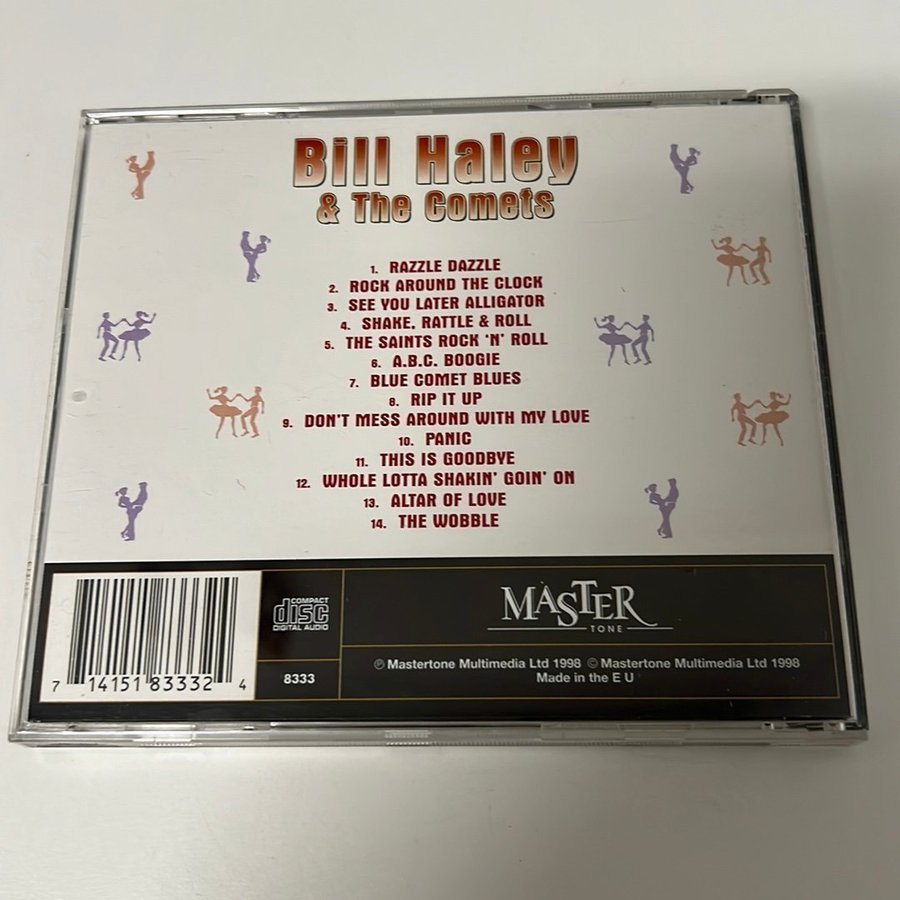 Bill Haley
& The Comets
1. RAZZLE DAZZLE
2. ROCK AROUND THE CLOCK
3. SEE YOU LATER ALLIGATOR
4. SHAKE, RATTLE & ROLL
5. THE SAINTS ROCK 'N' ROLL
6. A.B.C. BOOGIE
7. BLUE COMET BLUES
8. RIP IT UP
9. DON'T MESS AROUND WITH MY LOVE
10. PANIC
11. THIS IS GOODBYE
12. WHOLE LOTTA SHAKIN' GOIN' ON
13. ALTAR OF LOVE
14. THE WOBBLE
7 14151 83332 4
COMPACT
disc
DIGITAL AUDIO
8333
MASTER
TONE
℗ Mastertone Multimedia Ltd 1998 © Mastertone Multimedia Ltd 1998
Made in the E U